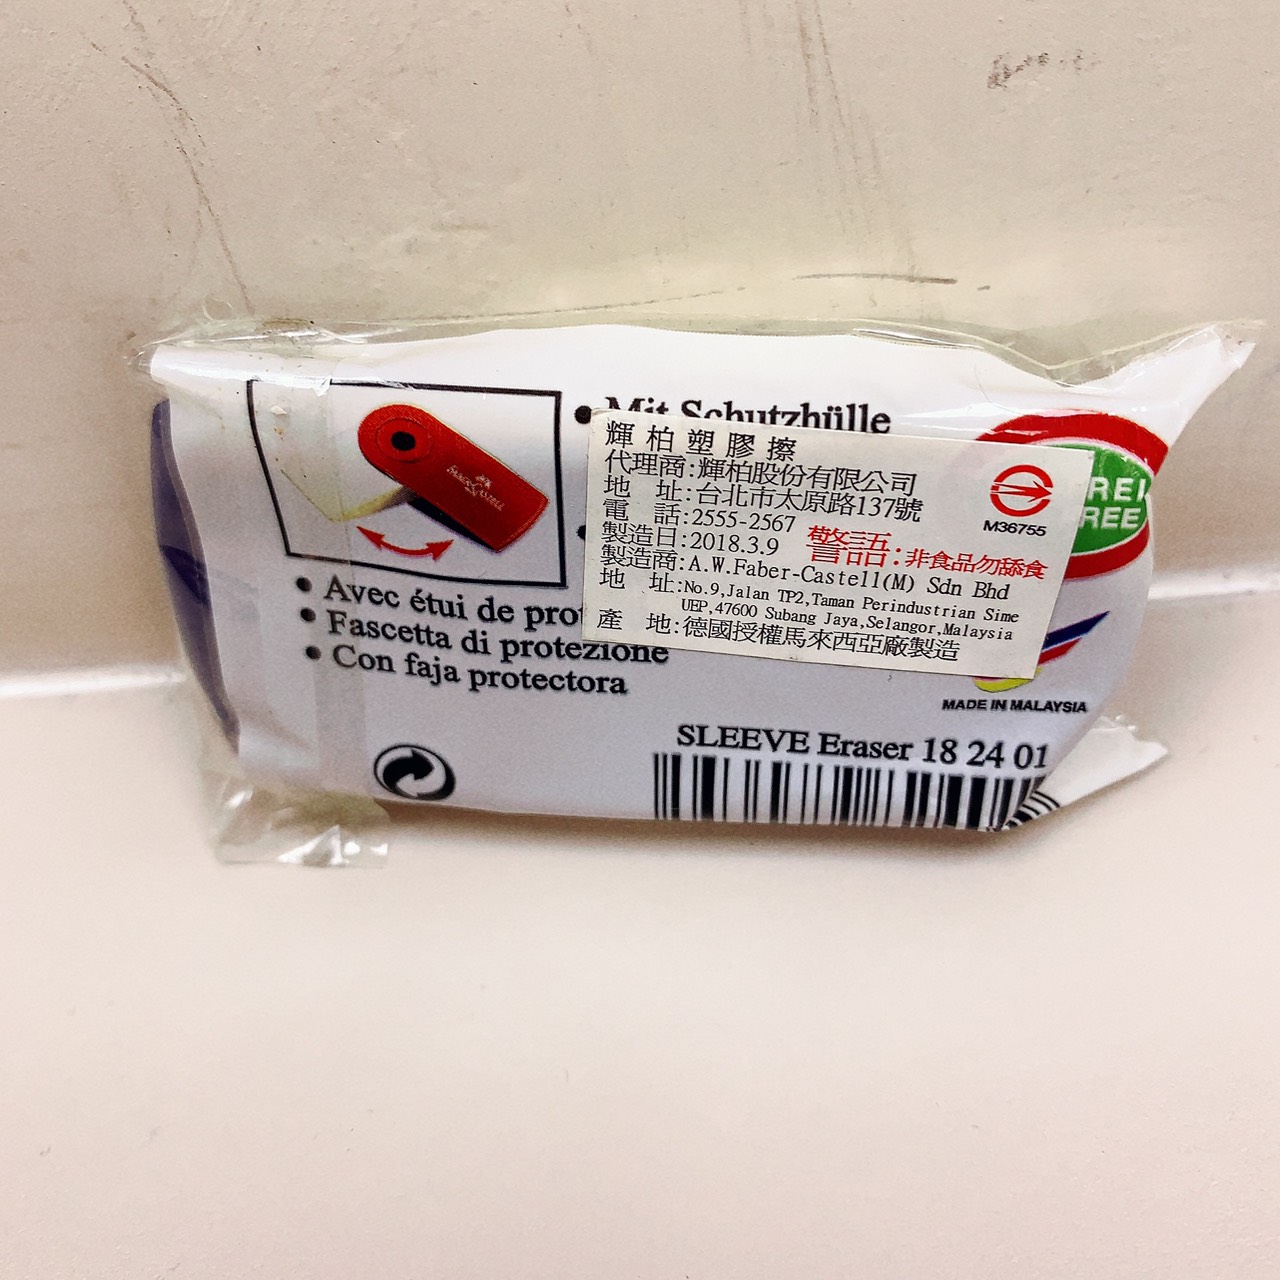 • Mit Schutzhülle
FABER-CASTELL
• Avec étui de
• Fascetta di protezione
• Con faja protectora
輝柏塑膠擦
代理商:輝柏股份有限公司
地 址:台北市太原路137號
電 話:2555-2567
製造日:2018.3.9
警語:非食品勿舔食
製造商:A.W.Faber-Castell(M) Sdn Bhd
地 址:No.9,Jalan TP2,Taman Perindustrian Sime
UEP,47600 Subang Jaya,Selangor,Malaysia
產 地:德國授權馬來西亞廠製造
M36755
MADE IN MALAYSIA
SLEEVE Eraser 18 24 01